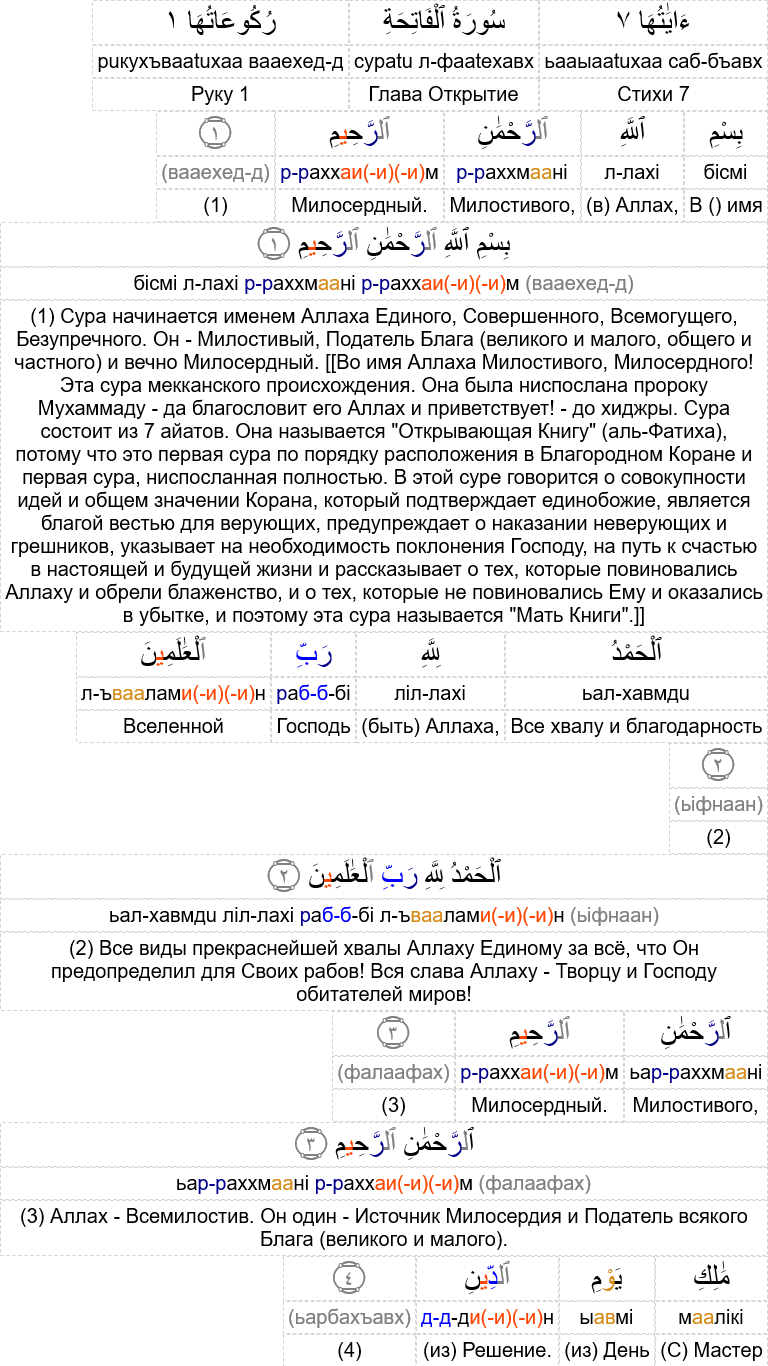 ءَايَٰتُهَا ٧ سُورَةُ ٱلْفَاتِحَةِ رُكُوعَاتُهَا ١
ьааыааatuхaa саб-бъавх сураtu л-фааtехавх рuкухъвааtuхaa вааехед-д
Стихи 7 Глава Открытие Руку 1
بِسْمِ ٱللَّهِ ٱلرَّحْمَٰنِ ٱلرَّحِيمِ ١
бiсмi л-лахi р-раххмаанi р-раххаи(-и)(-и)м (вааехед-д)
В () имя (в) Аллах, Милостивого, Милосердный. (1)
بِسْمِ ٱللَّهِ ٱلرَّحْمَٰنِ ٱلرَّحِيمِ ١
бiсмi л-лахi р-раххмаанi р-раххаи(-и)(-и)м (вааехед-д)
(1) Сура начинается именем Аллаха Единого, Совершенного, Всемогущего,
Безупречного. Он - Милостивый, Податель Блага (великого и малого, общего и
частного) и вечно Милосердный. [[Во имя Аллаха Милостивого, Милосердного!
Эта сура мекканского происхождения. Она была ниспослана пророку
Мухаммаду - да благословит его Аллах и приветствует! - до хиджры. Сура
состоит из 7 айатов. Она называется "Открывающая Книгу" (аль-Фатиха),
потому что это первая сура по порядку расположения в Благородном Коране и
первая сура, ниспосланная полностью. В этой суре говорится о совокупности
идей и общем значении Корана, который подтверждает единобожие, является
благой вестью для верующих, предупреждает о наказании неверующих и
грешников, указывает на необходимость поклонения Господу, на путь к счастью
в настоящей и будущей жизни и рассказывает о тех, которые повиновались
Аллаху и обрели блаженство, и о тех, которые не повиновались Ему и оказались
в убытке, и поэтому эта сура называется "Мать Книги".]]
ٱلْحَمْدُ لِلَّهِ رَبِّ ٱلْعَٰلَمِينَ
ьал-хавмдu лiл-лахi раб-б-бi л-ъвааламu(-и)(-и)н
Все хвалу и благодарность (быть) Аллаха, Господь Вселенной
٢
(ьiфнаан)
(2)
ٱلْحَمْدُ لِلَّهِ رَبِّ ٱلْعَٰلَمِينَ ٢
ьал-хавмдu лiл-лахi раб-б-бi л-ъваалами(-и)(-и)н (ьiфнаан)
(2) Все виды прекраснейшей хвалы Аллаху Единому за всё, что Он
предопределил для Своих рабов! Вся слава Аллаху - Творцу и Господу
обитателей миров!
ٱلرَّحْمَٰنِ ٱلرَّحِيمِ ٣
ьар-раххмаанi р-раххаи(-и)(-и)м (фалаафах)
Милостивого, Милосердный. (3)
ٱلرَّحْمَٰنِ ٱلرَّحِيمِ ٣
ьар-раххмаанi р-раххаи(-и)(-и)м (фалаафах)
(3) Аллах - Всемилостив. Он один - Источник Милосердия и Податель всякого
Блага (великого и малого).
مَٰلِكِ يَوْمِ ٱلدِّينِ ٤
маалiкi ыавмi д-д-ди(-и)(-и)н (ьарбахъавх)
(С) Мастер (из) День (из) Решение. (4)